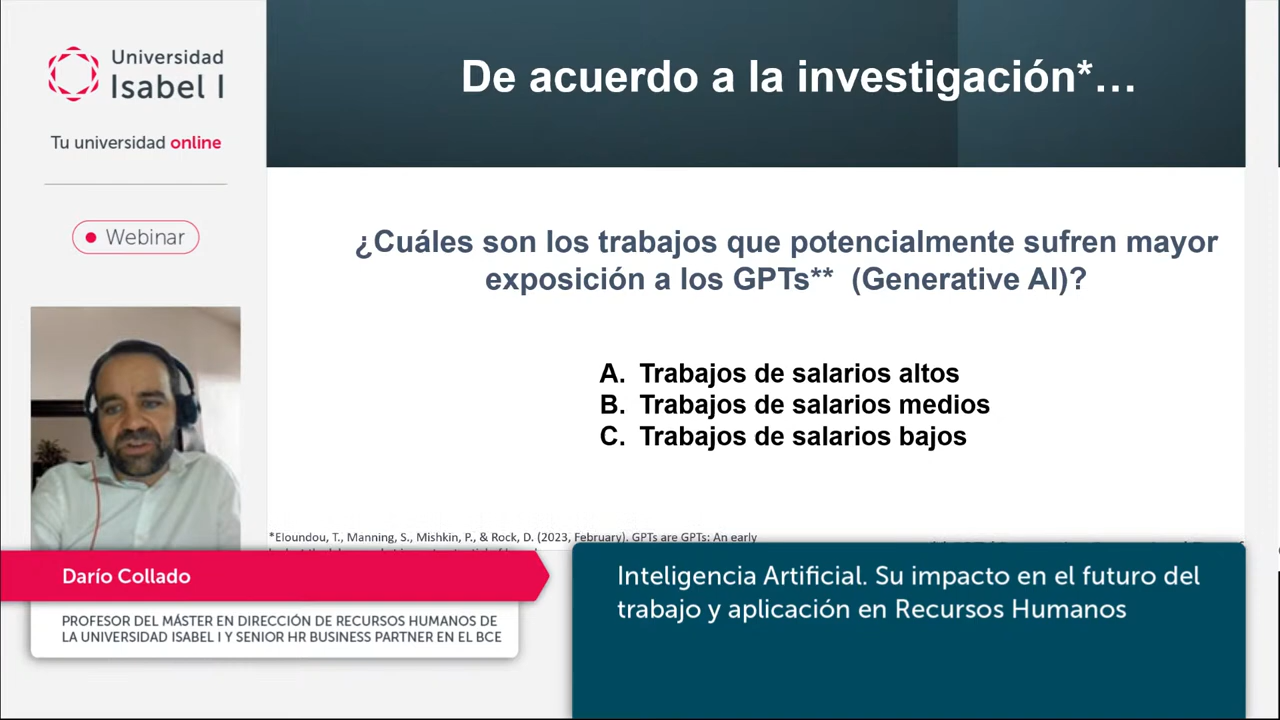 Universidad
Isabel I
Tu universidad online
Webinar
De acuerdo a la investigación*...
¿Cuáles son los trabajos que potencialmente sufren mayor
exposición a los GPTs** (Generative AI)?
A. Trabajos de salarios altos
B. Trabajos de salarios medios
C. Trabajos de salarios bajos
*Eloundou, T., Manning, S., Mishkin, P., & Rock, D. (2023, February). GPTs are GPTs: An early
Darío Collado
PROFESOR DEL MÁSTER EN DIRECCIÓN DE RECURSOS HUMANOS DE
LA UNIVERSIDAD ISABEL I Y SENIOR HR BUSINESS PARTNER EN EL BCE
Inteligencia Artificial. Su impacto en el futuro del
trabajo y aplicación en Recursos Humanos